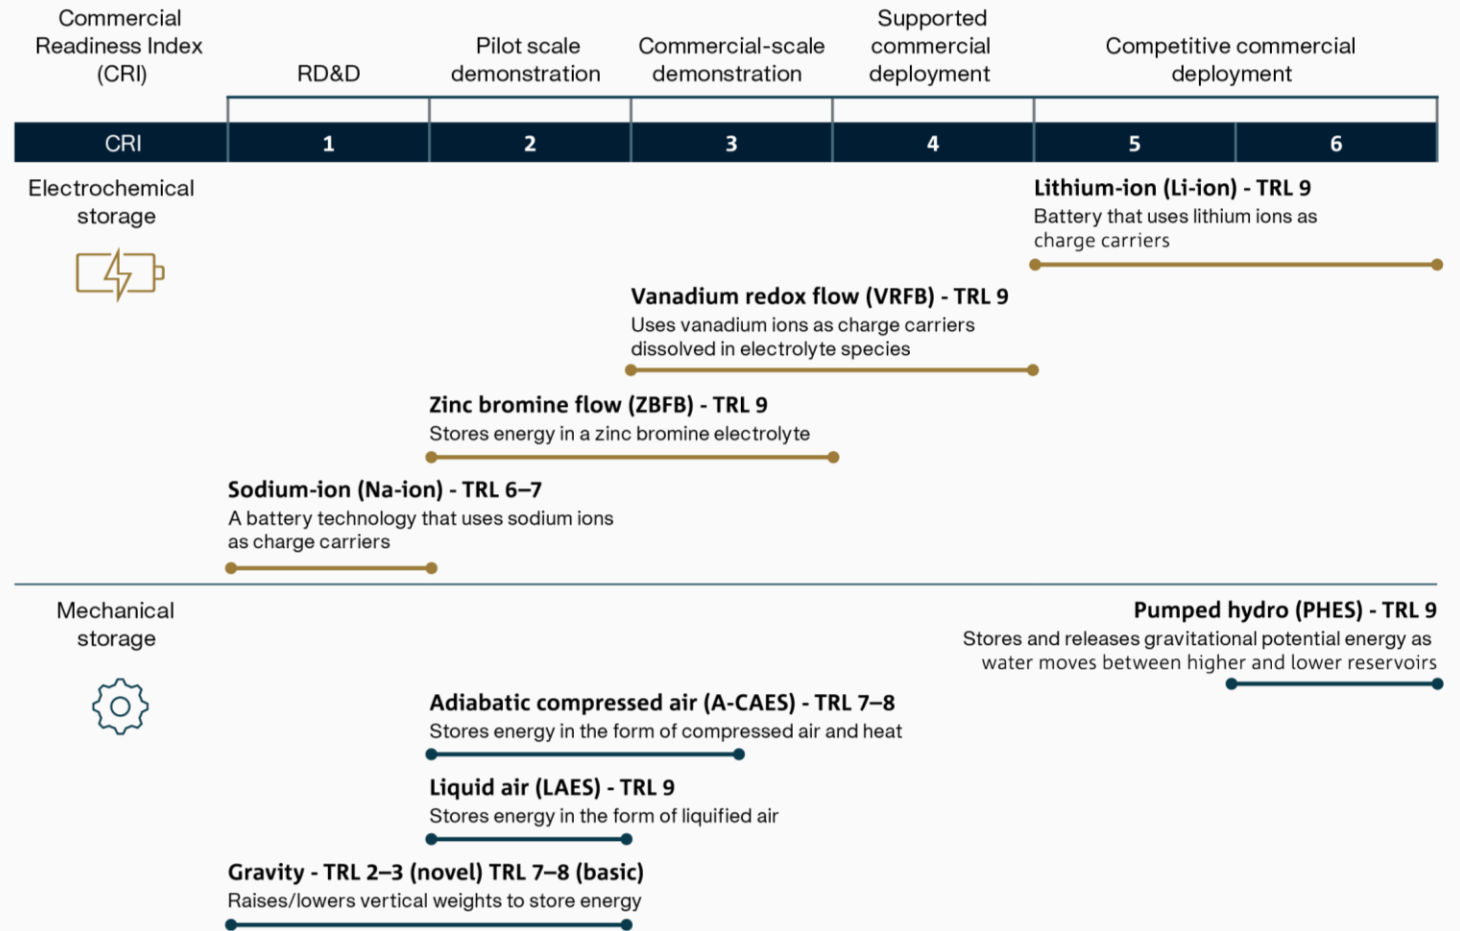 Commercial
Readiness Index
(CRI)
RD&D
Pilot scale
demonstration
Commercial-scale
demonstration
Supported
commercial
deployment
Competitive commercial
deployment
CRI
1
2
3
4
5
6
Electrochemical
storage
Lithium-ion (Li-ion) - TRL 9
Battery that uses lithium ions as
charge carriers
Vanadium redox flow (VRFB) - TRL 9
Uses vanadium ions as charge carriers
dissolved in electrolyte species
Zinc bromine flow (ZBFB) - TRL 9
Stores energy in a zinc bromine electrolyte
Sodium-ion (Na-ion) - TRL 6–7
A battery technology that uses sodium ions
as charge carriers
Mechanical
storage
Pumped hydro (PHES) - TRL 9
Stores and releases gravitational potential energy as
water moves between higher and lower reservoirs
Adiabatic compressed air (A-CAES) - TRL 7–8
Stores energy in the form of compressed air and heat
Liquid air (LAES) - TRL 9
Stores energy in the form of liquified air
Gravity - TRL 2–3 (novel) TRL 7–8 (basic)
Raises/lowers vertical weights to store energy